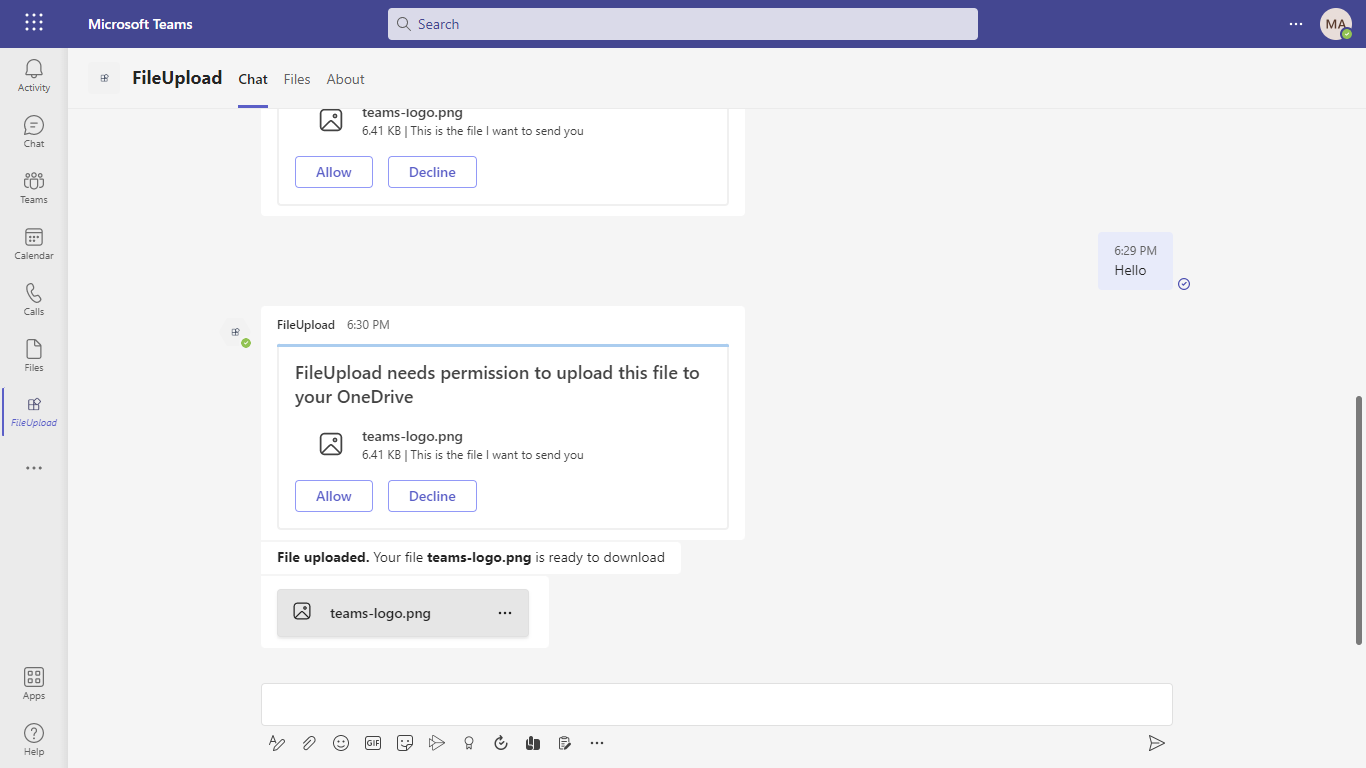 Microsoft Teams
Search
MA
Activity
Chat
Teams
Calendar
Calls
Files
FileUpload
Apps
Help
FileUpload
Chat
Files
About
teams-logo.png
6.41 KB | This is the file I want to send you
Allow
Decline
6:29 PM
Hello
FileUpload 6:30 PM
FileUpload needs permission to upload this file to
your OneDrive
teams-logo.png
6.41 KB | This is the file I want to send you
Allow
Decline
File uploaded. Your file teams-logo.png is ready to download
teams-logo.png
GIF